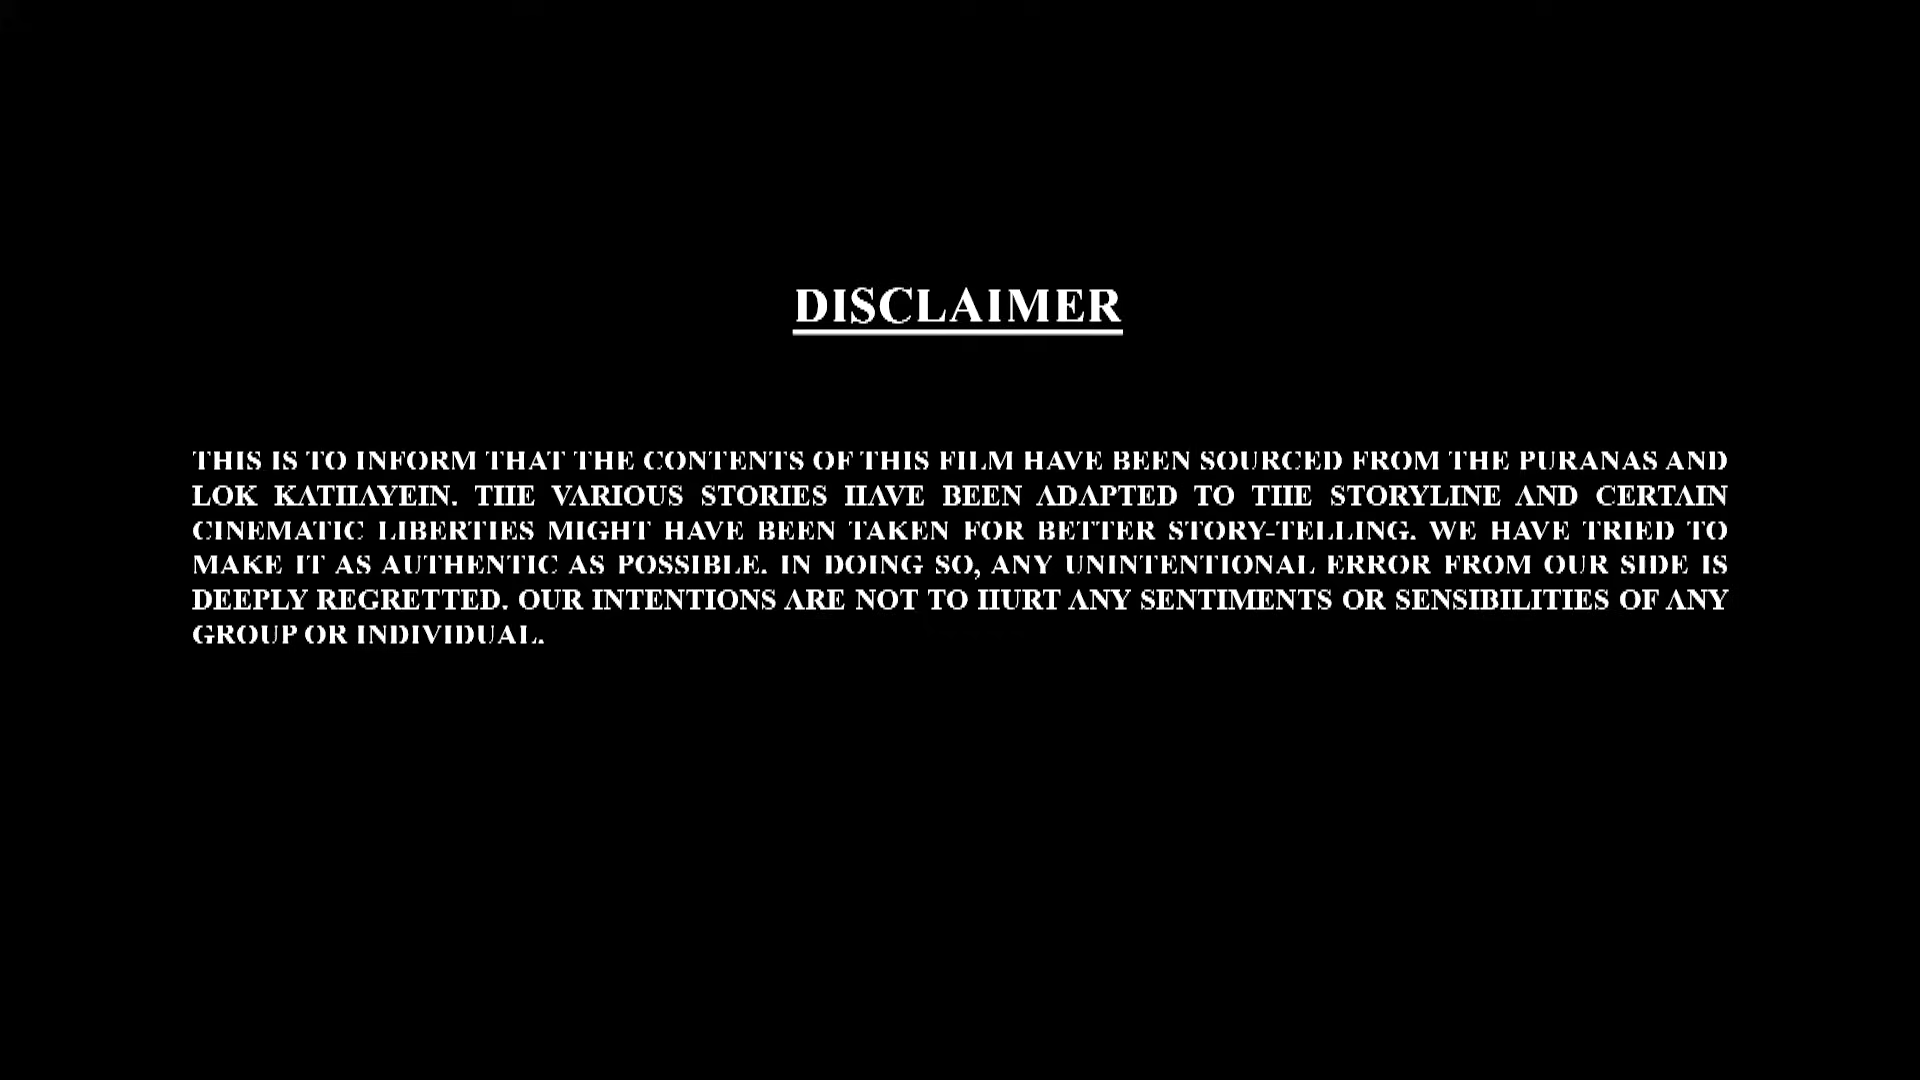 DISCLAIMER
THIS IS TO INFORM THAT THE CONTENTS OF THIS FILM HAVE BEEN SOURCED FROM THE PURANAS AND
LOK KATHAYEIN. THE VARIOUS STORIES HAVE BEEN ADAPTED TO THE STORYLINE AND CERTAIN
CINEMATIC LIBERTIES MIGHT HAVE BEEN TAKEN FOR BETTER STORY-TELLING. WE HAVE TRIED TO
MAKE IT AS AUTHENTIC AS POSSIBLE. IN DOING SO, ANY UNINTENTIONAL ERROR FROM OUR SIDE IS
DEEPLY REGRETTED. OUR INTENTIONS ARE NOT TO HURT ANY SENTIMENTS OR SENSIBILITIES OF ANY
GROUP OR INDIVIDUAL.